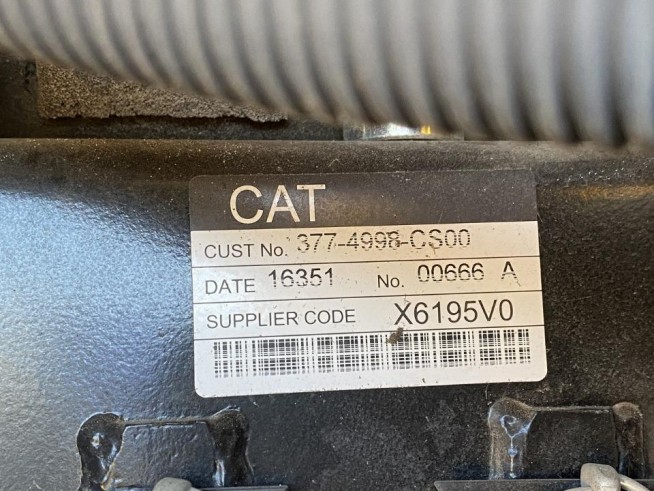 CAT
CUST No. 377-4998-CS00
DATE 16351 No. 00666 A
SUPPLIER CODE X6195V0